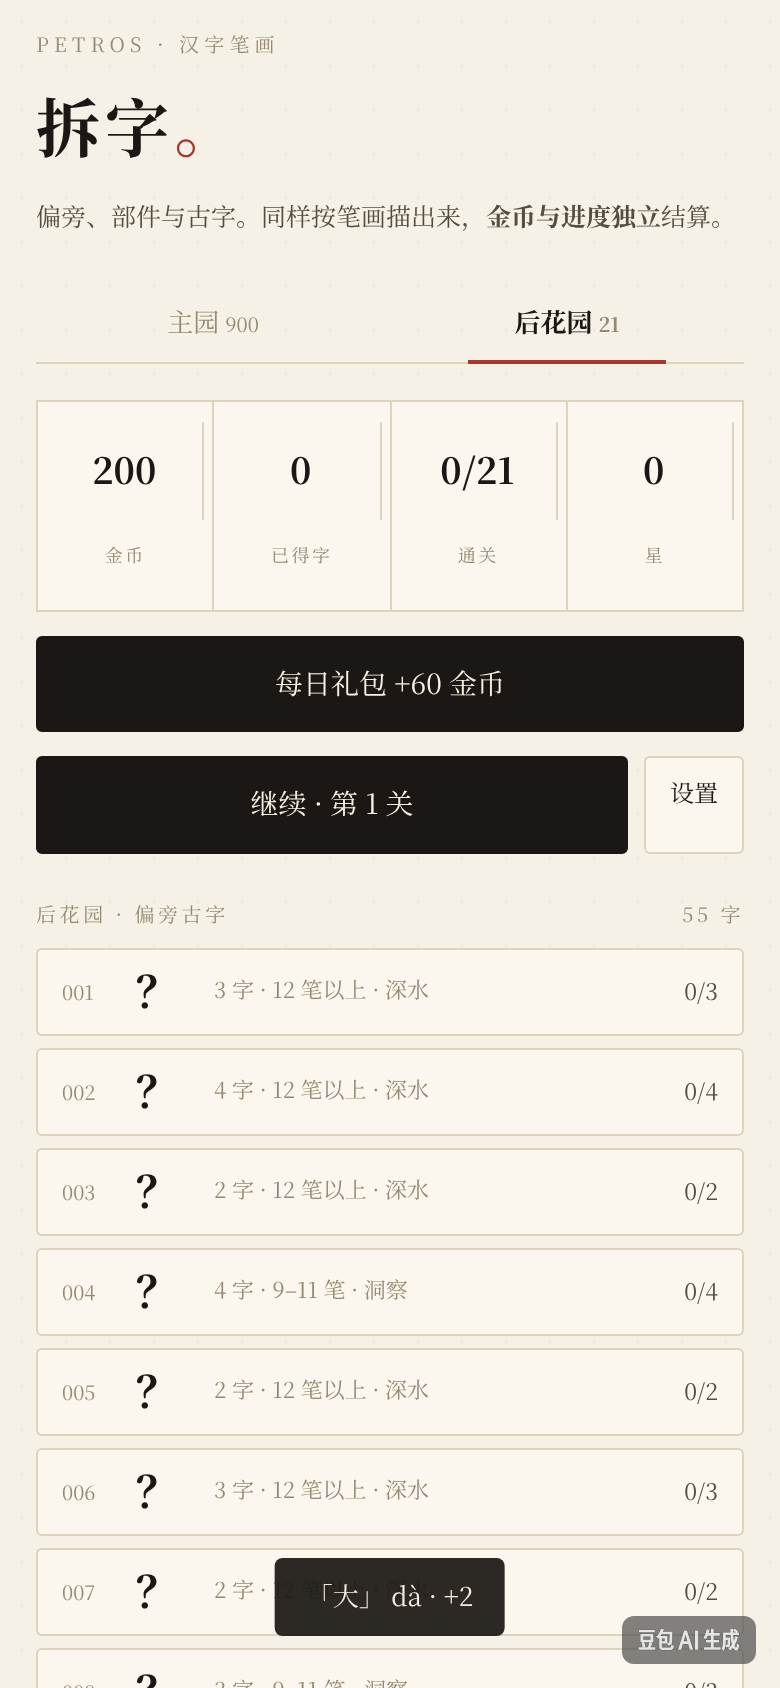 PETROS · 汉字笔画
拆字。
偏旁、部件与古字。同样按笔画描出来，金币与进度独立结算。
主园 900
后花园 21
200
0
0/21
0
金币
已得字
通关
星
每日礼包 +60 金币
继续 · 第 1 关
设置
后花园 · 偏旁古字
55 字
001 ? 3 字 · 12 笔以上 · 深水 0/3
002 ? 4 字 · 12 笔以上 · 深水 0/4
003 ? 2 字 · 12 笔以上 · 深水 0/2
004 ? 4 字 · 9–11 笔 · 洞察 0/4
005 ? 2 字 · 12 笔以上 · 深水 0/2
006 ? 3 字 · 12 笔以上 · 深水 0/3
007 ? 2 字 · 12 笔以上 · 深水 0/2
「大」 dà · +2
豆包 AI 生成